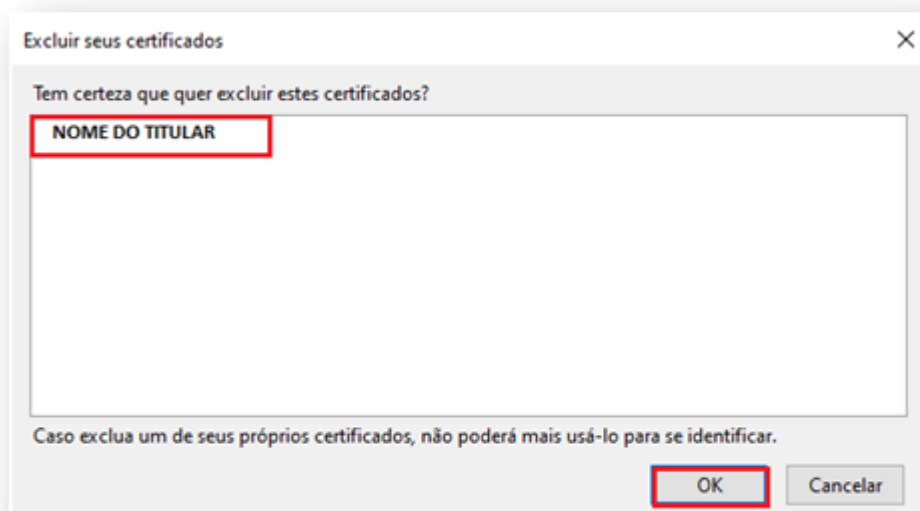 Excluir seus certificados
Tem certeza que quer excluir estes certificados?
NOME DO TITULAR
Caso exclua um de seus próprios certificados, não poderá mais usá-lo para se identificar.
OK
Cancelar